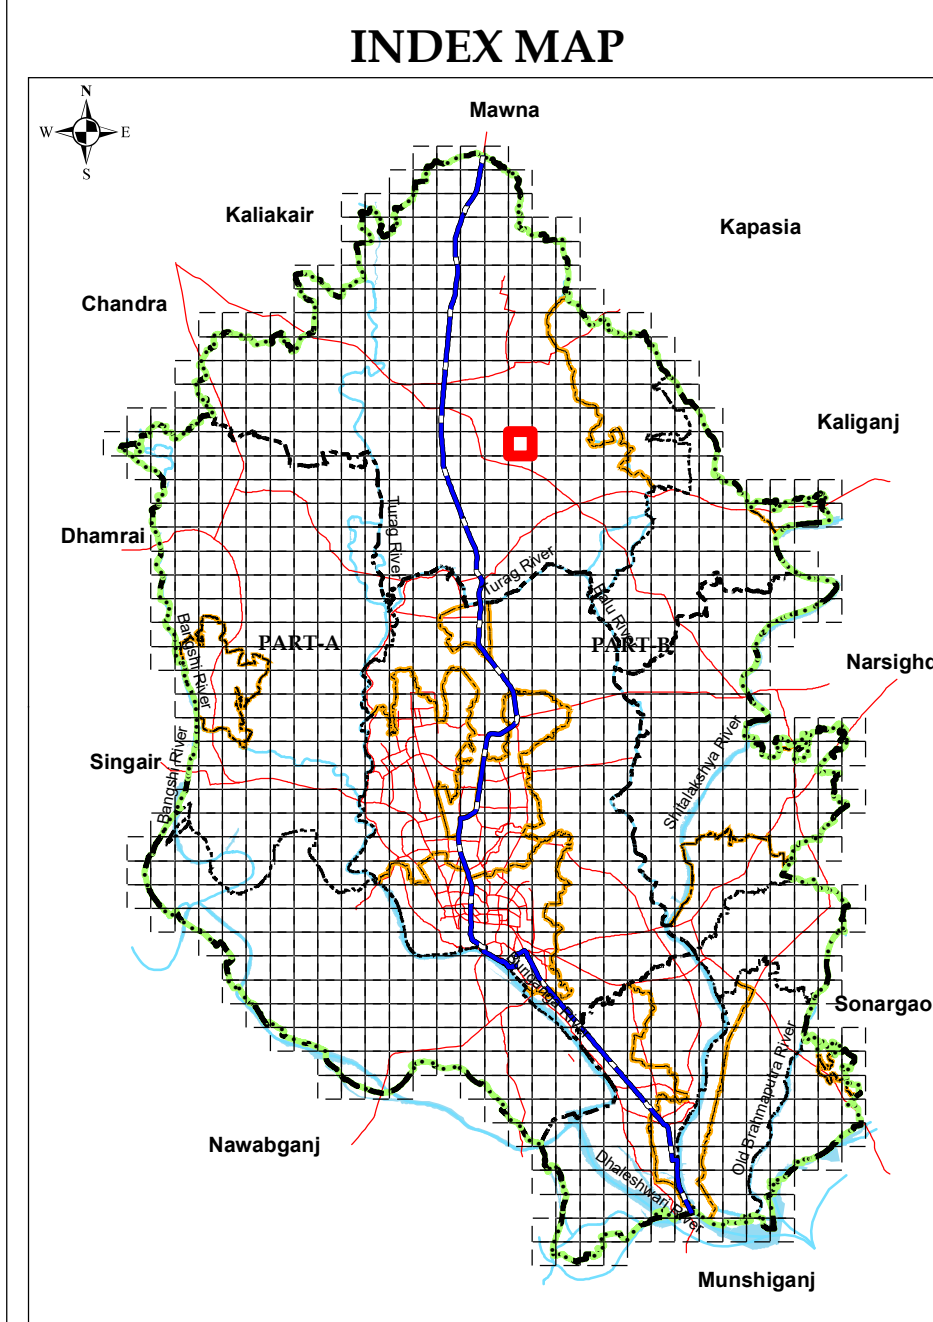 INDEX MAP
N
W E
S
Mawna
Kaliakair
Kapasia
Chandra
Kaliganj
Dhamrai
Turag River
Turag River
Balu River
Bangshi River
PART-A
PART-B
Narsighd
Shitalakshya River
Bangshi River
Singair
Buriganga River
Sonargao
Old Brahmaputra River
Nawabganj
Dhaleshwari River
Munshiganj